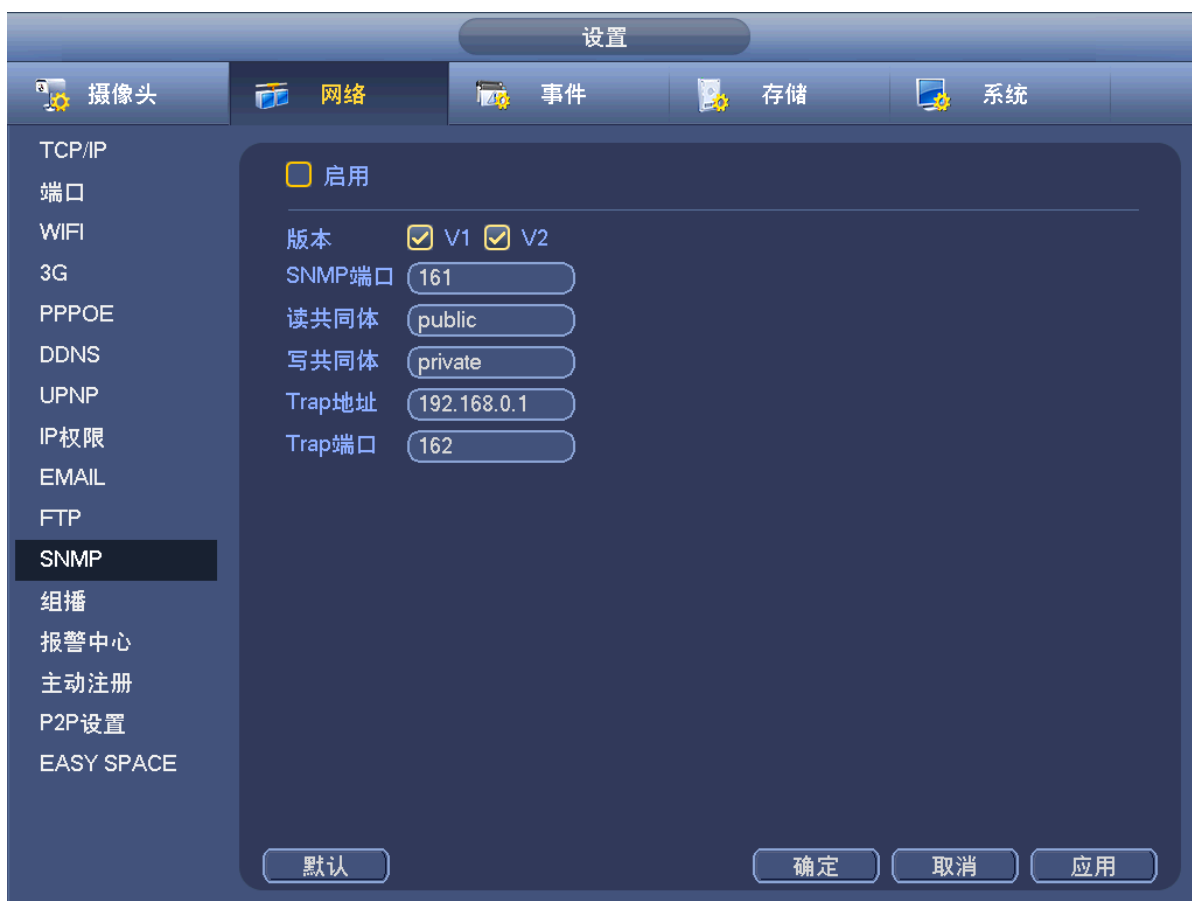 设置
摄像头 网络 事件 存储 系统
TCP/IP
端口
WIFI
3G
PPPOE
DDNS
UPNP
IP权限
EMAIL
FTP
SNMP
组播
报警中心
主动注册
P2P设置
EASY SPACE
启用
版本 V1 V2
SNMP端口 161
读共同体 public
写共同体 private
Trap地址 192.168.0.1
Trap端口 162
默认 确定 取消 应用